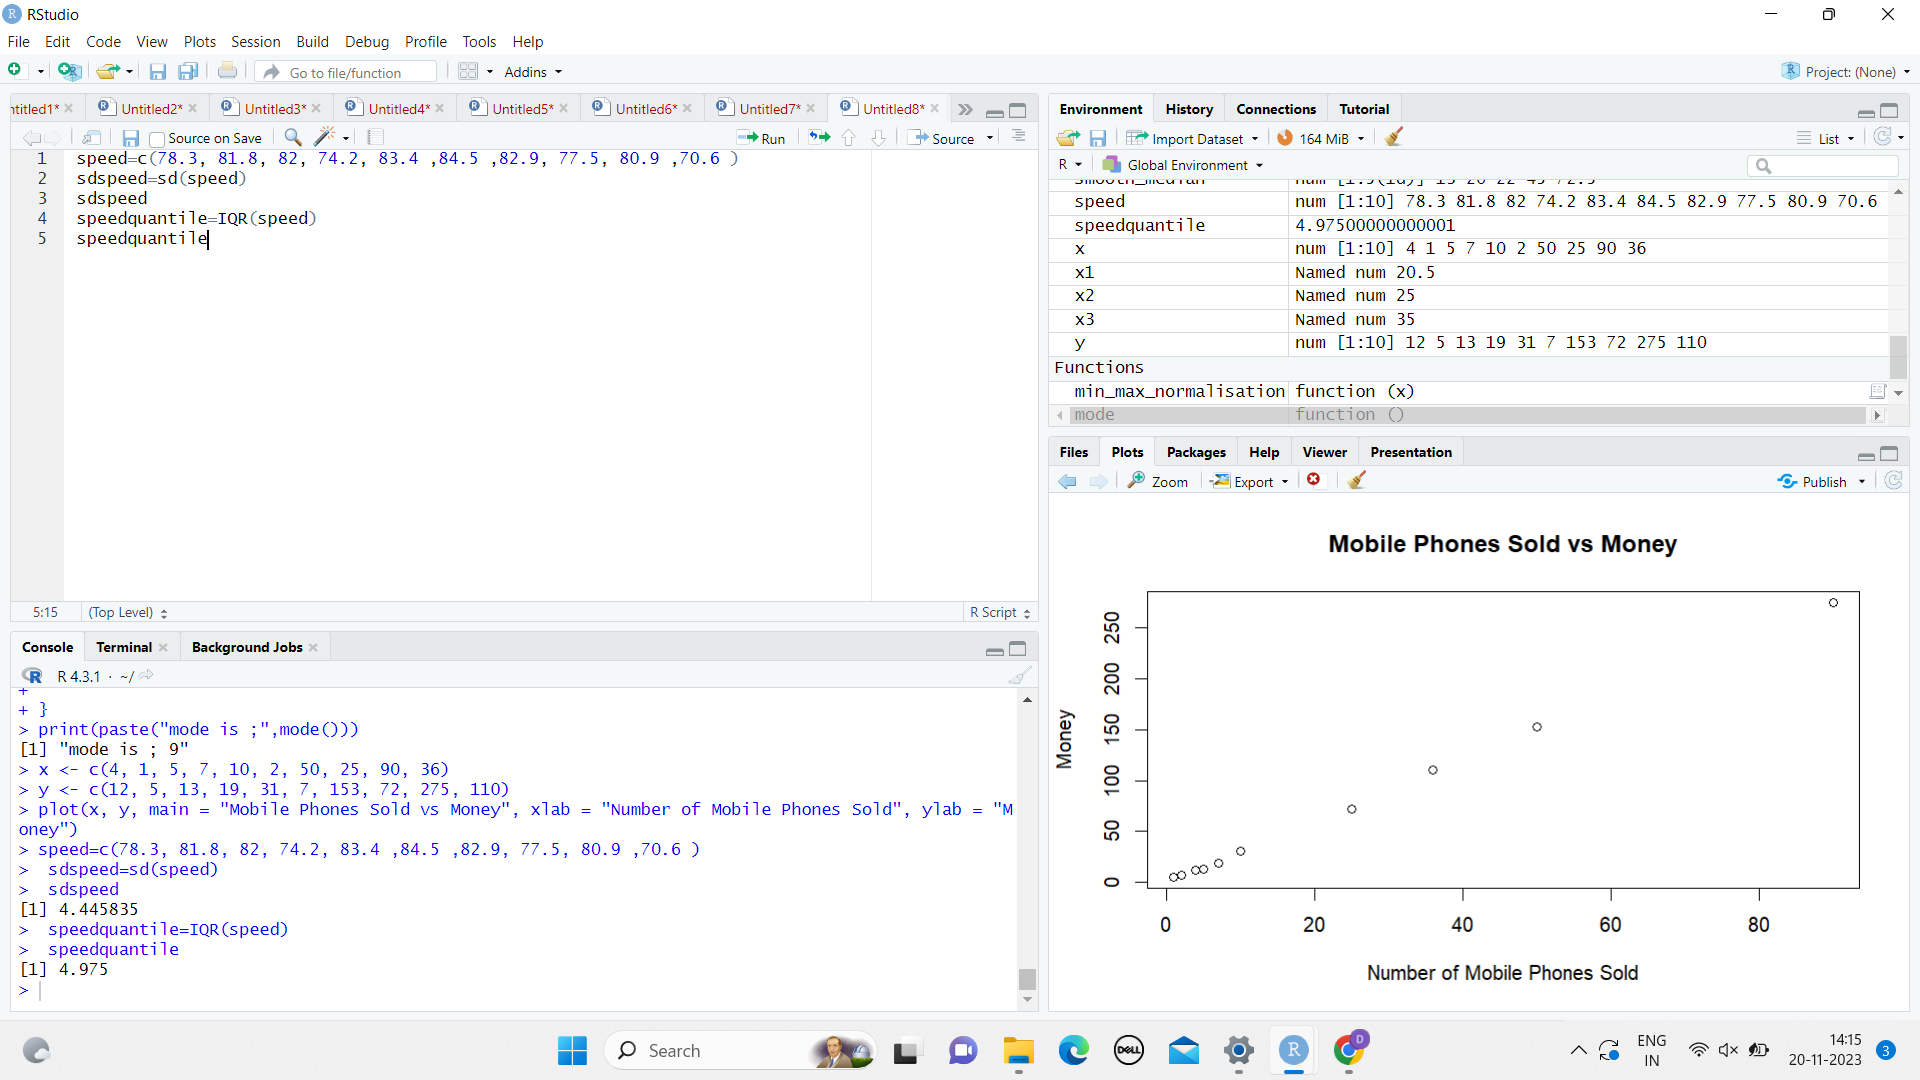 RStudio
File Edit Code View Plots Session Build Debug Profile Tools Help
Go to file/function Addins Project: (None)
ntitled1* Untitled2* Untitled3* Untitled4* Untitled5* Untitled6* Untitled7* Untitled8*
Source on Save Run Source
1 speed=c(78.3, 81.8, 82, 74.2, 83.4 ,84.5 ,82.9, 77.5, 80.9 ,70.6 )
2 sdspeed=sd(speed)
3 sdspeed
4 speedquantile=IQR(speed)
5 speedquantile
5:15 (Top Level) R Script
Console Terminal Background Jobs
R 4.3.1 · ~/
+
+ }
> print(paste("mode is ;",mode()))
[1] "mode is ; 9"
> x <- c(4, 1, 5, 7, 10, 2, 50, 25, 90, 36)
> y <- c(12, 5, 13, 19, 31, 7, 153, 72, 275, 110)
> plot(x, y, main = "Mobile Phones Sold vs Money", xlab = "Number of Mobile Phones Sold", ylab = "M
oney")
> speed=c(78.3, 81.8, 82, 74.2, 83.4 ,84.5 ,82.9, 77.5, 80.9 ,70.6 )
>  sdspeed=sd(speed)
>  sdspeed
[1] 4.445835
>  speedquantile=IQR(speed)
>  speedquantile
[1] 4.975
>
Environment History Connections Tutorial
Import Dataset 164 MiB List
R Global Environment
smooth_median
speed num [1:10] 78.3 81.8 82 74.2 83.4 84.5 82.9 77.5 80.9 70.6
speedquantile 4.97500000000001
x num [1:10] 4 1 5 7 10 2 50 25 90 36
x1 Named num 20.5
x2 Named num 25
x3 Named num 35
y num [1:10] 12 5 13 19 31 7 153 72 275 110
Functions
min_max_normalisation function (x)
mode function ()
Files Plots Packages Help Viewer Presentation
Zoom Export Publish
Mobile Phones Sold vs Money
Money
250
200
150
100
50
0
0 20 40 60 80
Number of Mobile Phones Sold
Search DELL R D
ENG
IN
14:15
20-11-2023
3